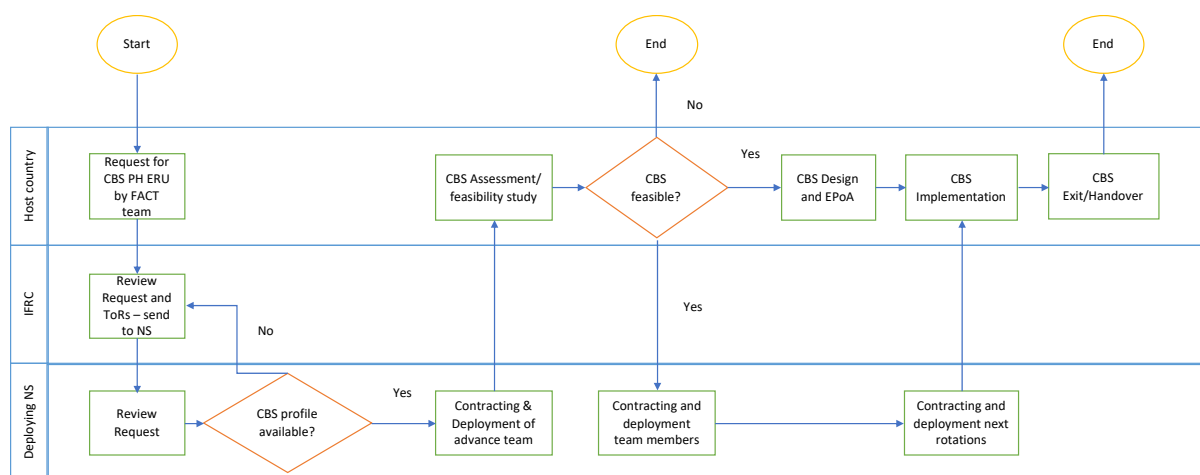 Start
End
End
No
Host country
Request for
CBS PH ERU
by FACT
team
CBS Assessment/
feasibility study
CBS
feasible?
Yes
CBS Design
and EPoA
CBS
Implementation
CBS
Exit/Handover
IFRC
Review
Request and
ToRs – send
to NS
No
Yes
Deploying NS
Review
Request
CBS profile
available?
Yes
Contracting &
Deployment of
advance team
Contracting and
deployment
team members
Contracting and
deployment next
rotations